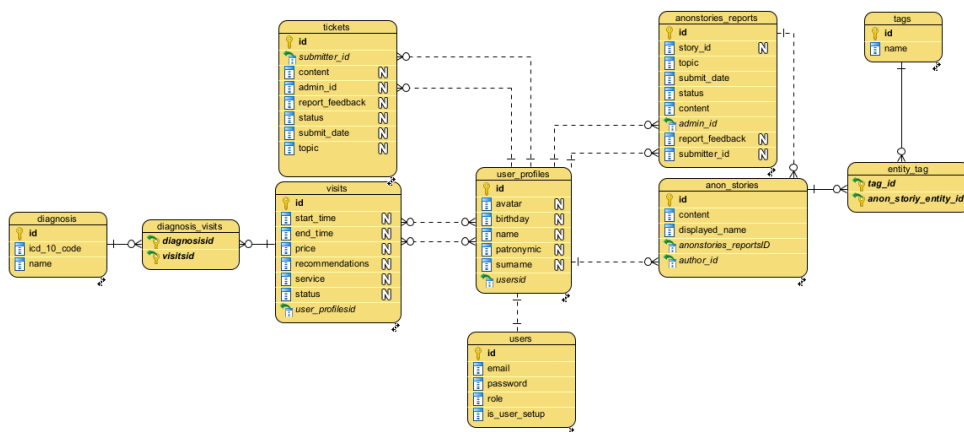 tickets
id
submitter_id
content N
admin_id N
report_feedback N
status N
submit_date N
topic N
anonstories_reports
id
story_id N
topic
submit_date
status
content
admin_id
report_feedback N
submitter_id N
tags
id
name
user_profiles
id
avatar N
birthday N
name N
patronymic N
surname N
usersid
entity_tag
tag_id
anon_storiy_entity_id
anon_stories
id
content
displayed_name
anonstories_reportsID
author_id
visits
id
start_time N
end_time N
price N
recommendations N
service N
status N
user_profilesid
diagnosis
id
icd_10_code
name
diagnosis_visits
diagnosisid
visitsid
users
id
email
password
role
is_user_setup